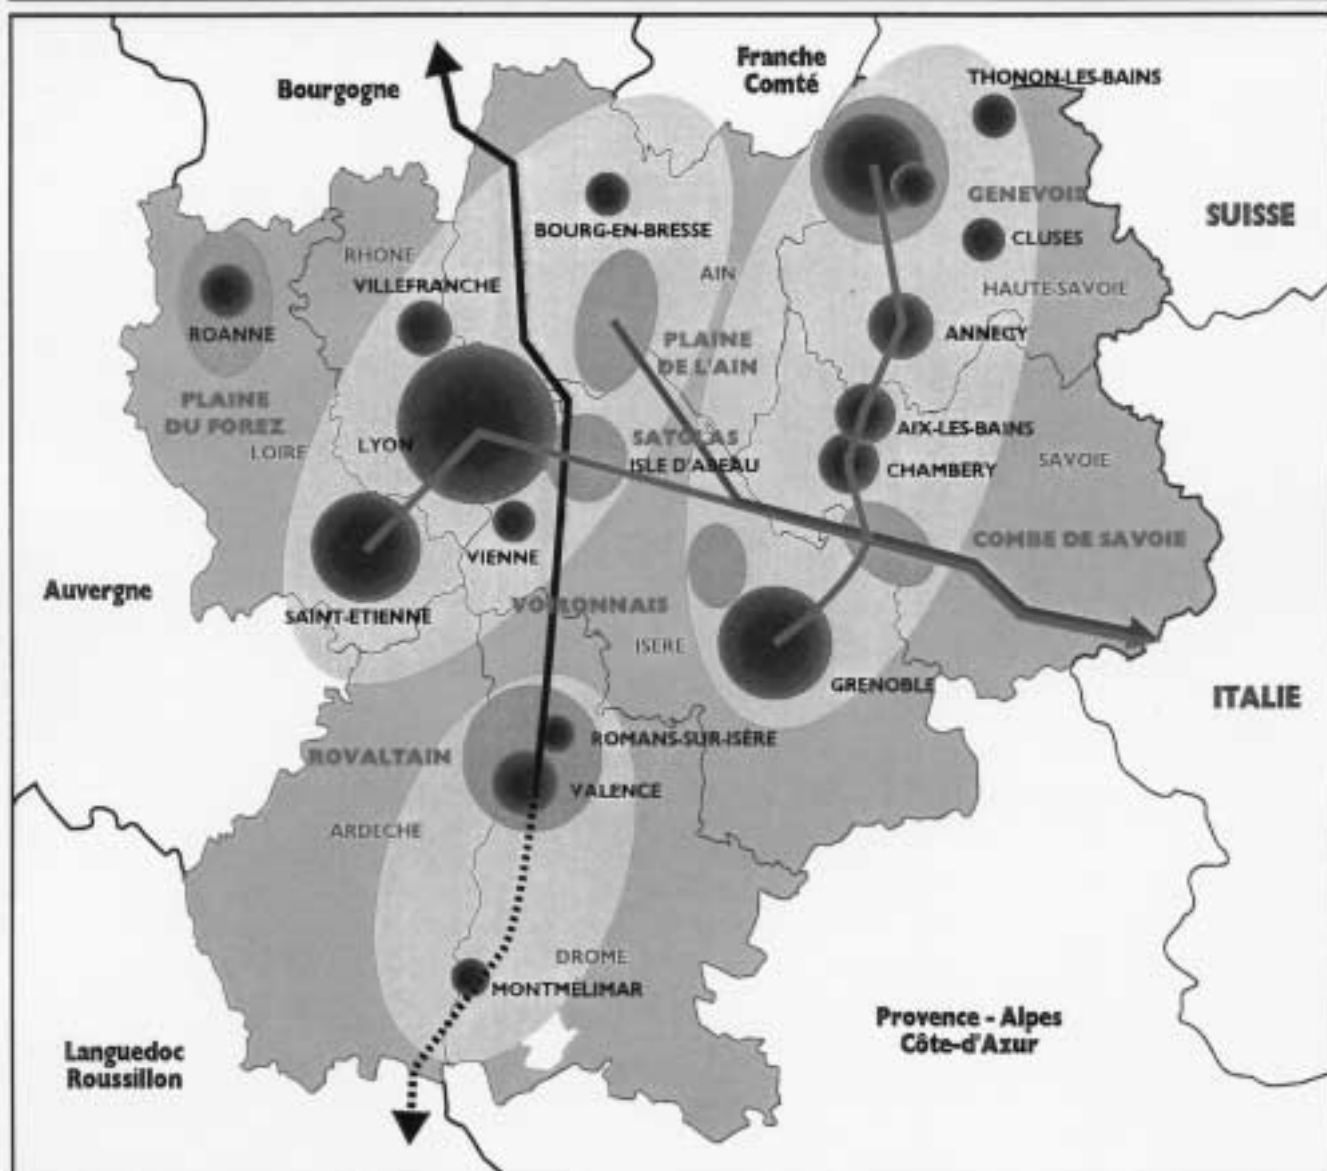 Franche
Comté
THONON-LES-BAINS
Bourgogne
GENEVOIS
SUISSE
BOURG-EN-BRESSE
CLUSES
RHONE
AIN
VILLEFRANCHE
HAUTE-SAVOIE
ROANNE
ANNECY
PLAINE
DE L'AIN
PLAINE
DU FOREZ
AIX-LES-BAINS
LYON
SATOLAS
LOIRE
ISLE D'ABEAU
SAVOIE
CHAMBERY
COMBE DE SAVOIE
VIENNE
Auvergne
VOIRONNAIS
SAINT-ETIENNE
ISERE
GRENOBLE
ITALIE
ROMANS-SUR-ISÈRE
ROVALTAIN
VALENCE
ARDECHE
DROME
MONTMELIMAR
Provence - Alpes
Côte-d'Azur
Languedoc
Roussillon